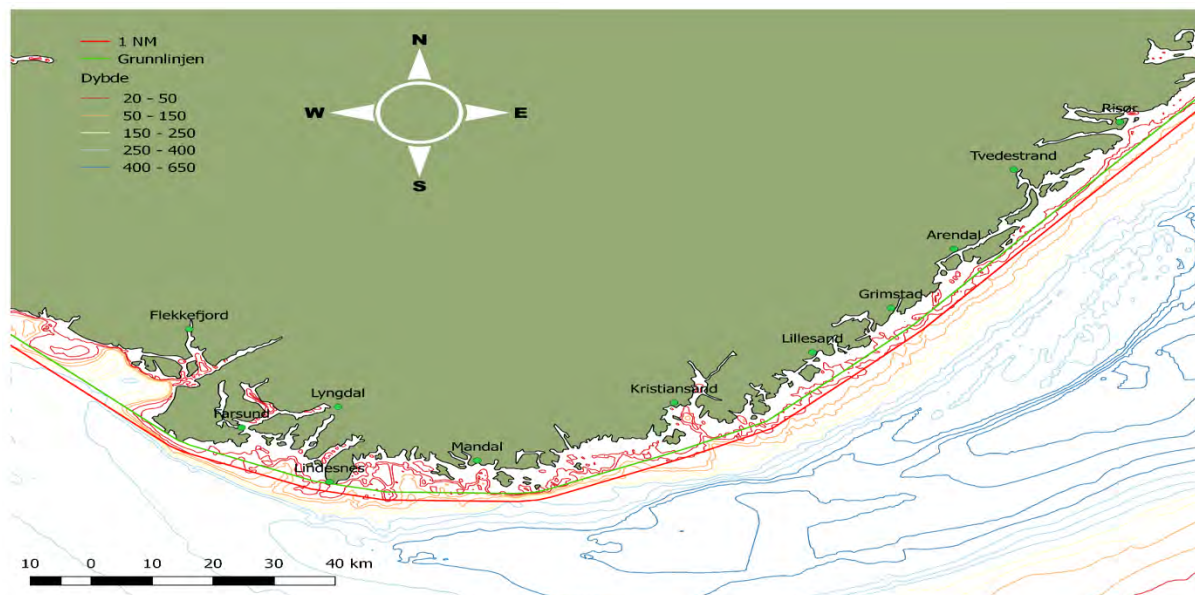 1 NM
Grunnlinjen
Dybde
20 - 50
50 - 150
150 - 250
250 - 400
400 - 650
N
W
E
S
Risør
Tvedestrand
Arendal
Grimstad
Flekkefjord
Lillesand
Kristiansand
Lyngdal
Farsund
Mandal
Lindesnes
10 0 10 20 30 40 km